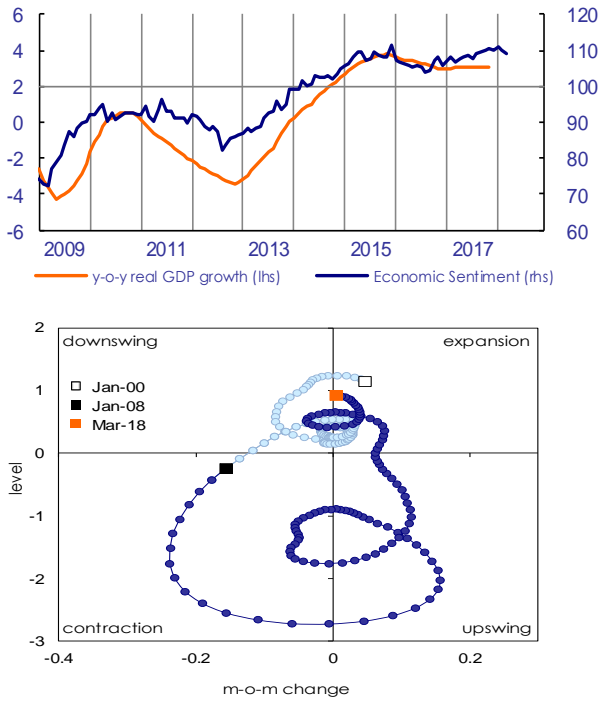 6 120
4 110
2 100
0 90
-2 80
-4 70
-6 60
2009 2011 2013 2015 2017
y-o-y real GDP growth (lhs) Economic Sentiment (rhs)
2
downswing expansion
1
Jan-00
Jan-08
Mar-18
0
level
-1
-2
contraction upswing
-3
-0.4 -0.2 0 0.2
m-o-m change